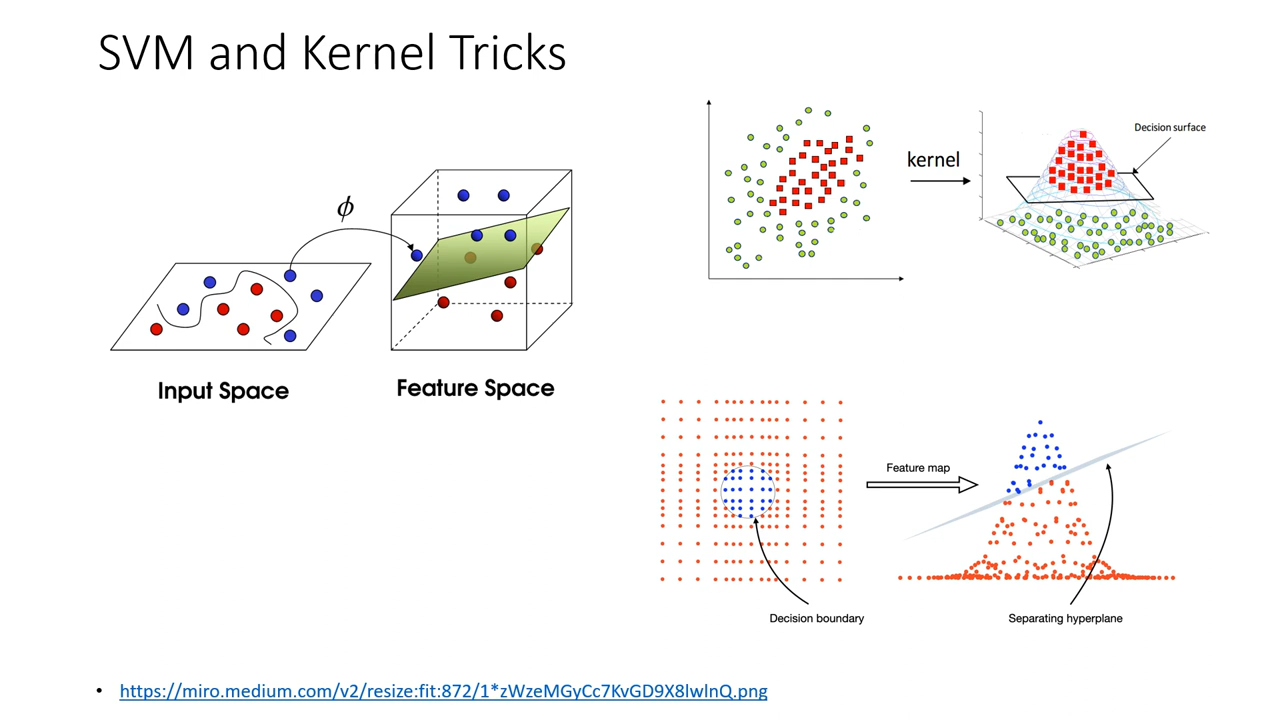 SVM and Kernel Tricks
ϕ
Input Space
Feature Space
kernel
Decision surface
Feature map
Decision boundary
Separating hyperplane
• https://miro.medium.com/v2/resize:fit:872/1*zWzeMGyCc7KvGD9X8lwlnQ.png